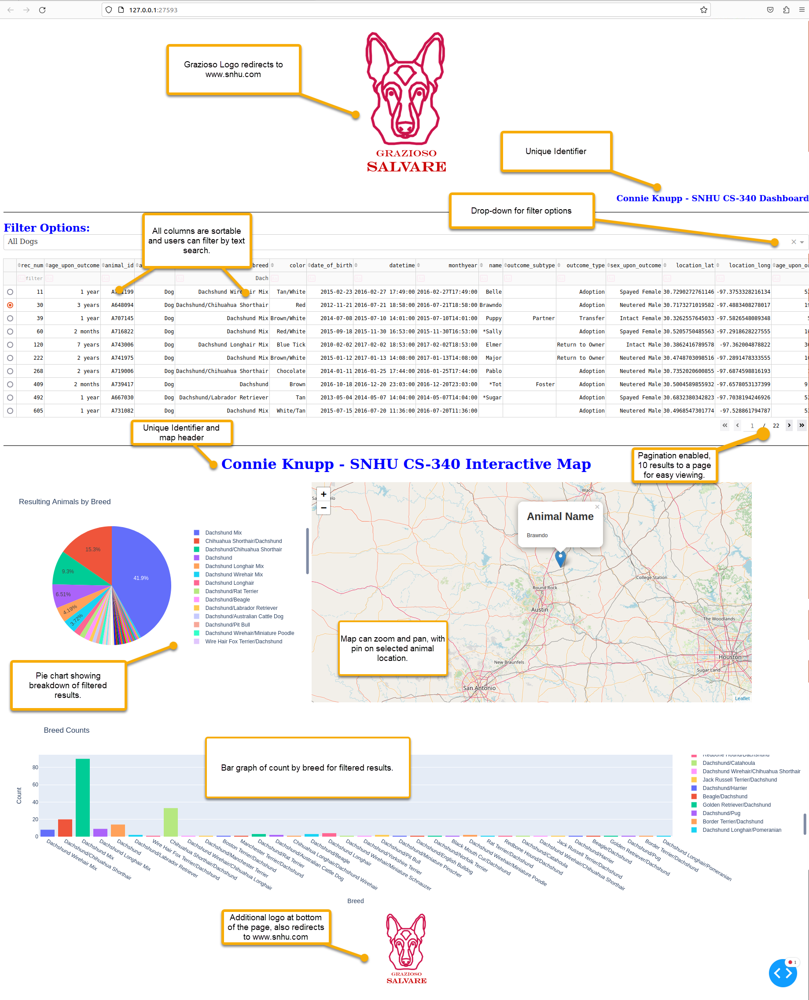 127.0.0.1:27593
Grazioso Logo redirects to
www.snhu.com
GRAZIOSO
SALVARE
Unique Identifier
Connie Knupp - SNHU CS-340 Dashboard
Drop-down for filter options
Filter Options:
All Dogs
All columns are sortable
and users can filter by text
search.
rec_num age_upon_outcome animal_id breed color date_of_birth datetime monthyear name outcome_subtype outcome_type sex_upon_outcome location_lat location_long
filter Dach
11 1 year Dog Dachshund Mix Tan/White 2015-02-23 2016-02-27 17:49:00 2016-02-27T17:49:00 Belle Adoption Spayed Female 30.7290272761146 -97.3753328216134
30 3 years A648094 Dog Dachshund/Chihuahua Shorthair Red 2012-11-21 2016-07-21 18:58:00 2016-07-21T18:58:00 Brawndo Adoption Neutered Male 30.7173271019582 -97.4883408278017
39 1 year A707145 Dog Dachshund Mix Brown/White 2014-07-08 2015-07-10 14:01:00 2015-07-10T14:01:00 Puppy Partner Transfer Intact Female 30.3262557645033 -97.5826548089348
60 2 months A716822 Dog Dachshund Mix Red/White 2015-09-18 2015-11-30 16:53:00 2015-11-30T16:53:00 *Sally Adoption Spayed Female 30.5205750485563 -97.2918628227555
120 7 years A743006 Dog Dachshund Longhair Mix Blue Tick 2010-02-02 2017-02-02 18:53:00 2017-02-02T18:53:00 Elmer Return to Owner Intact Male 30.3862416789578 -97.362004878822
222 2 years A741975 Dog Dachshund Mix Brown/White 2015-01-12 2017-01-13 14:08:00 2017-01-13T14:08:00 Major Return to Owner Neutered Male 30.4748703098516 -97.2891478333555
268 2 years A719006 Dog Dachshund/Chihuahua Shorthair Chocolate 2014-01-11 2016-01-25 17:44:00 2016-01-25T17:44:00 Pablo Adoption Neutered Male 30.7352020600855 -97.6874598816193
409 2 months A739417 Dog Dachshund Brown 2016-10-18 2016-12-20 23:03:00 2016-12-20T23:03:00 *Tot Foster Adoption Neutered Male 30.5004589855932 -97.6578053137399
492 1 year A667030 Dog Dachshund/Labrador Retriever Tan 2013-05-04 2014-05-07 14:04:00 2014-05-07T14:04:00 *Sugar Adoption Spayed Female 30.6832380342823 -97.7038194246926
605 1 year A731082 Dog Dachshund Mix White/Tan 2015-07-15 2016-07-20 11:36:00 2016-07-20T11:36:00 Adoption Neutered Male 30.4968547301774 -97.528861794787
1 / 22
Unique Identifier and
map header
Connie Knupp - SNHU CS-340 Interactive Map
Pagination enabled,
10 results to a page
for easy viewing.
Resulting Animals by Breed
41.9%
15.3%
9.3%
6.51%
4.19%
3.72%
Dachshund Mix
Chihuahua Shorthair/Dachshund
Dachshund/Chihuahua Shorthair
Dachshund
Dachshund Longhair Mix
Dachshund Wirehair Mix
Dachshund Longhair
Dachshund/Rat Terrier
Dachshund/Beagle
Dachshund/Labrador Retriever
Dachshund/Australian Cattle Dog
Dachshund/Pit Bull
Dachshund Wirehair/Miniature Poodle
Wire Hair Fox Terrier/Dachshund
+
−
Waco
Animal Name
Brawndo
College Station
Round Rock
Austin
The Woodlands
New Braunfels
Houston
Sugar Land
San Antonio
Leaflet
Map can zoom and pan, with
pin on selected animal
location.
Pie chart showing
breakdown of filtered
results.
Breed Counts
Bar graph of count by breed for filtered results.
Count
80
60
40
20
0
Redbone Hound/Dachshund
Dachshund/Catahoula
Dachshund Wirehair/Chihuahua Shorthair
Jack Russell Terrier/Dachshund
Dachshund/Harrier
Beagle/Dachshund
Golden Retriever/Dachshund
Dachshund/Pug
Border Terrier/Dachshund
Dachshund Longhair/Pomeranian
Dachshund Wirehair Mix
Dachshund/Chihuahua Shorthair
Dachshund Mix
Dachshund Longhair Mix
Dachshund
Dachshund/Labrador Retriever
Wire Hair Fox Terrier/Dachshund
Chihuahua Shorthair/Dachshund
Dachshund Wirehair/Chihuahua Longhair
Dachshund/Manchester Terrier
Boston Terrier/Dachshund
Manchester Terrier/Dachshund
Dachshund/Rat Terrier
Dachshund/Australian Cattle Dog
Chihuahua Longhair/Dachshund Wirehair
Dachshund/Beagle
Dachshund Longhair
Dachshund Wirehair/Miniature Schnauzer
Dachshund/Yorkshire Terrier
Dachshund/Pit Bull
Dachshund/Miniature Pinscher
Dachshund/English Bulldog
Dachshund/Norfolk Terrier
Black Mouth Cur/Dachshund
Dachshund Wirehair/Miniature Poodle
Rat Terrier/Dachshund
Redbone Hound/Dachshund
Dachshund/Catahoula
Dachshund Wirehair/Chihuahua Shorthair
Jack Russell Terrier/Dachshund
Dachshund/Harrier
Beagle/Dachshund
Golden Retriever/Dachshund
Dachshund/Pug
Border Terrier/Dachshund
Dachshund Longhair/Pomeranian
Breed
Additional logo at bottom
of the page, also redirects
to www.snhu.com
GRAZIOSO
SALVARE
1